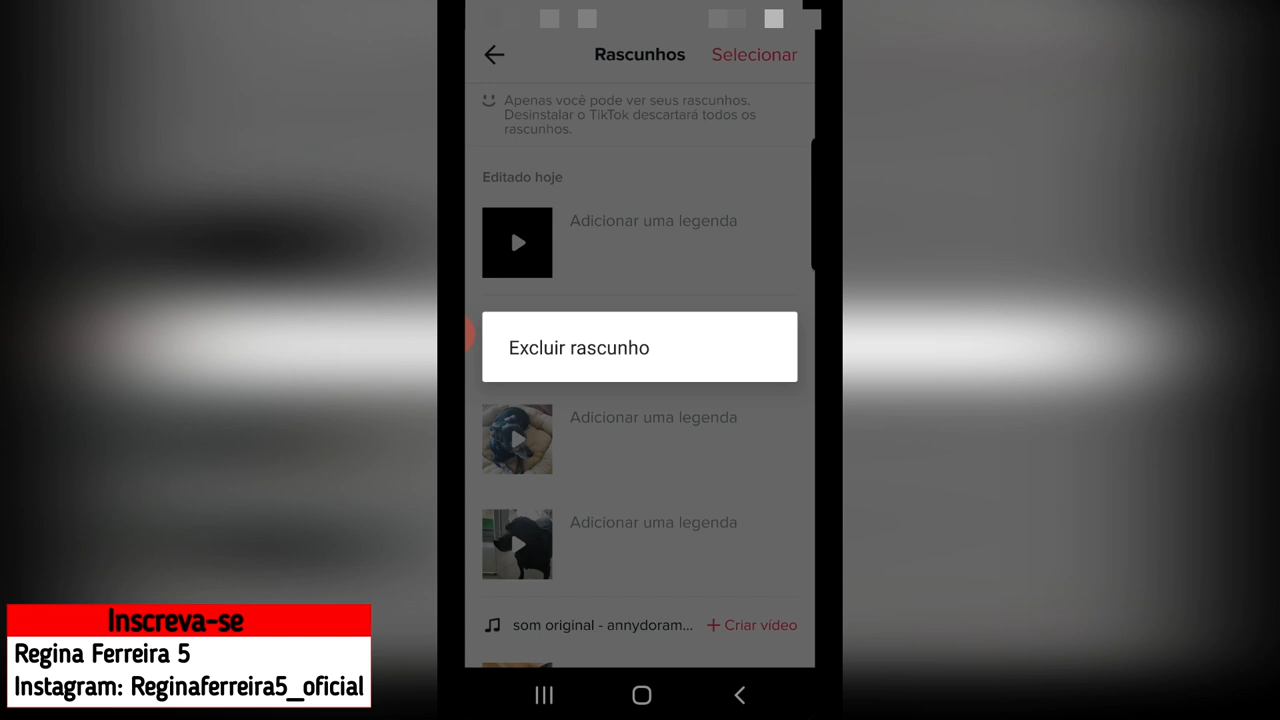 Rascunhos
Selecionar
Apenas você pode ver seus rascunhos.
Desinstalar o TikTok descartará todos os
rascunhos.
Editado hoje
Adicionar uma legenda
Excluir rascunho
Adicionar uma legenda
Adicionar uma legenda
som original - annydoram...
+ Criar vídeo
Inscreva-se
Regina Ferreira 5
Instagram: Reginaferreira5_oficial